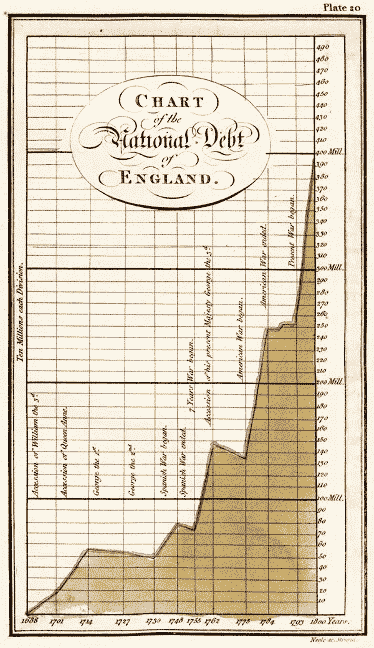 Plate 20
CHART
of the
National Debt
of
ENGLAND.
Ten Millions each Division.
Accession of William the 3d
Accession of Queen Anne.
George the 1st
George the 2nd
Spanish War began.
Spanish War ended.
7 Years War began.
Accession of his present Majesty George the 3d
American War began.
American War ended.
Present War began.
490
480
470
460
450
440
430
420
410
400 Mill.
390
380
370
360
350
340
330
320
310
300 Mill.
290
280
270
260
250
240
230
220
210
200 Mill.
190
180
170
160
150
140
130
120
110
100 Mill.
90
80
70
60
50
40
30
20
10
1688 1701 1714 1727 1739 1748 1755 1762 1775 1784 1793 1800 Years.
Neele sc. Strand.